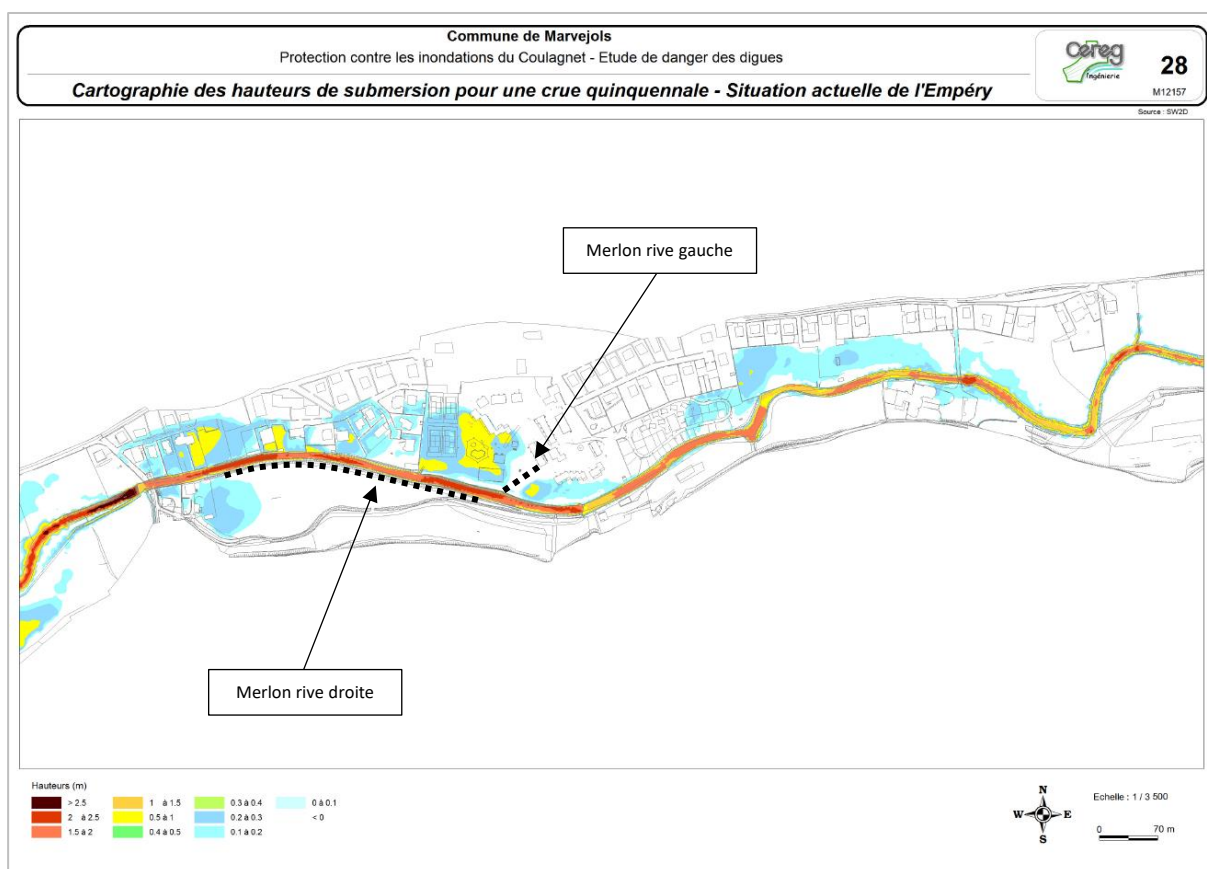 Commune de Marvejols
Protection contre les inondations du Coulagnet - Etude de danger des digues
Cartographie des hauteurs de submersion pour une crue quinquennale - Situation actuelle de l'Empéry
Cereg
Ingénierie
28
M12157
Source : SW2D
Merlon rive gauche
Merlon rive droite
Hauteurs (m)
> 2.5
2 à 2.5
1.5 à 2
1 à 1.5
0.5 à 1
0.4 à 0.5
0.3 à 0.4
0.2 à 0.3
0.1 à 0.2
0 à 0.1
< 0
N
W
E
S
Echelle : 1 / 3 500
0 70 m